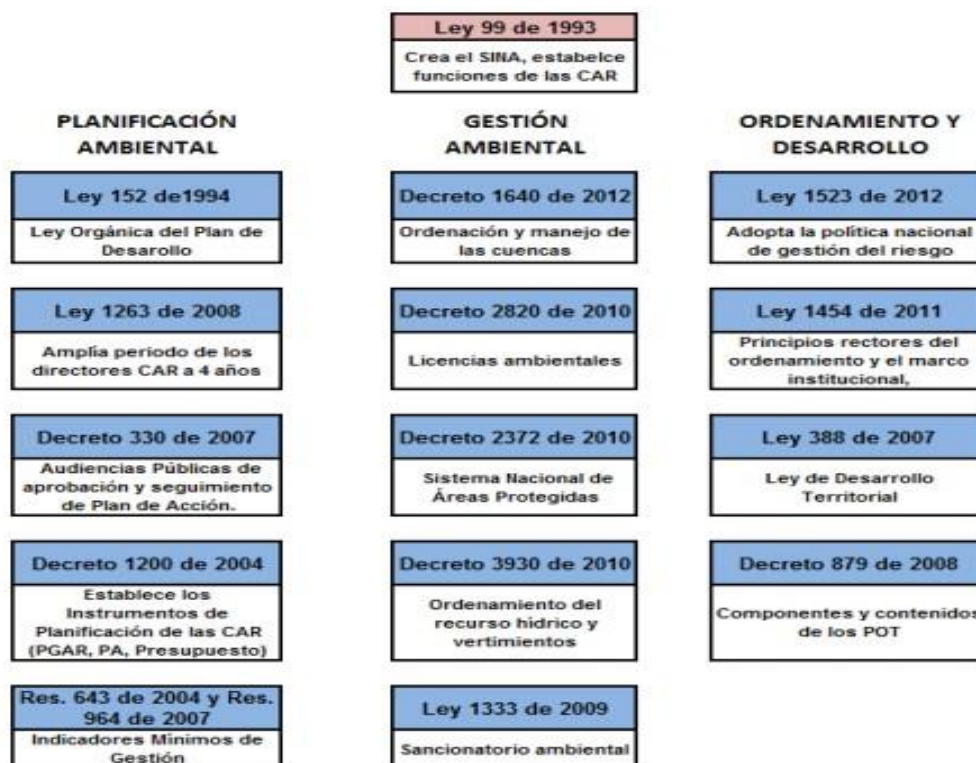 Ley 99 de 1993
Crea el SINA, estabelce
funciones de las CAR
PLANIFICACIÓN
AMBIENTAL
Ley 152 de1994
Ley Orgánica del Plan de
Desarollo
Ley 1263 de 2008
Amplía periodo de los
directores CAR a 4 años
Decreto 330 de 2007
Audiencias Públicas de
aprobación y seguimiento
de Plan de Acción.
Decreto 1200 de 2004
Establece los
Instrumentos de
Planificación de las CAR
(PGAR, PA, Presupuesto)
Res. 643 de 2004 y Res.
964 de 2007
Indicadores Mínimos de
Gestión
GESTIÓN
AMBIENTAL
Decreto 1640 de 2012
Ordenación y manejo de
las cuencas
Decreto 2820 de 2010
Licencias ambientales
Decreto 2372 de 2010
Sistema Nacional de
Áreas Protegidas
Decreto 3930 de 2010
Ordenamiento del
recurso hídrico y
vertimientos
Ley 1333 de 2009
Sancionatorio ambiental
ORDENAMIENTO Y
DESARROLLO
Ley 1523 de 2012
Adopta la política nacional
de gestión del riesgo
Ley 1454 de 2011
Principios rectores del
ordenamiento y el marco
institucional,
Ley 388 de 2007
Ley de Desarrollo
Territorial
Decreto 879 de 2008
Componentes y contenidos
de los POT